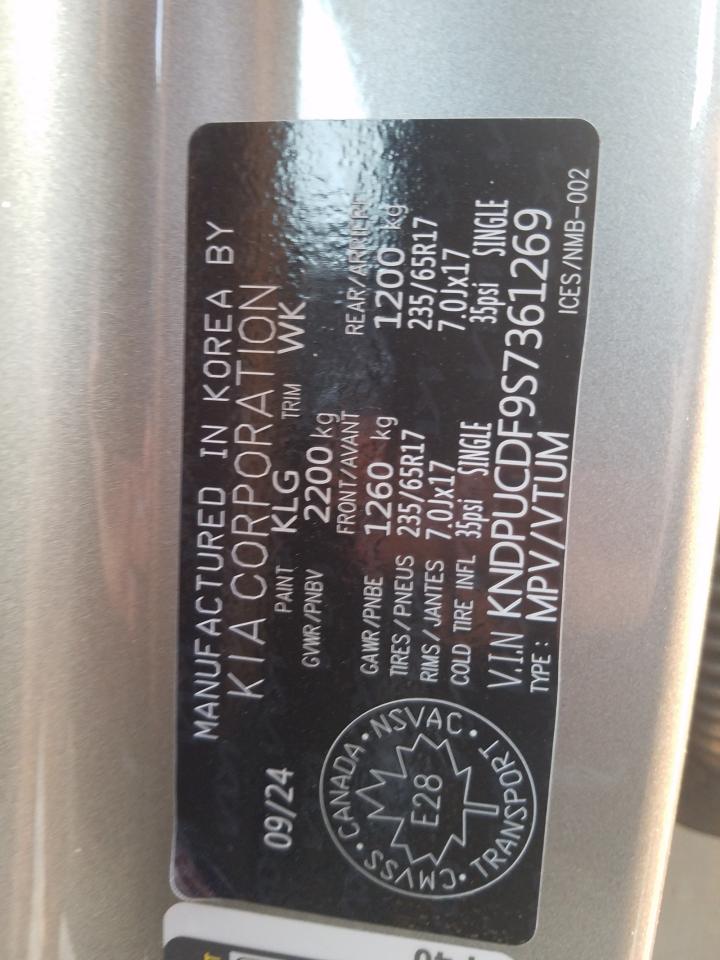 MANUFACTURED IN KOREA BY
KIA CORPORATION
09/24
PAINT KLG TRIM WK
GVWR/PNBV 2200 kg
FRONT/AVANT REAR/ARRIERE
GAWR/PNBE 1260 kg 1200 kg
TIRES/PNEUS 235/65R17 235/65R17
RIMS/JANTES 7.0Jx17 7.0Jx17
COLD TIRE INFL 35psi SINGLE 35psi SINGLE
V.I.N KNDPUCDF9S7361269
TYPE: MPV/VTUM ICES/NMB-002
CANADA • NSVAC • TRANSPORT • CMVSS •
E28